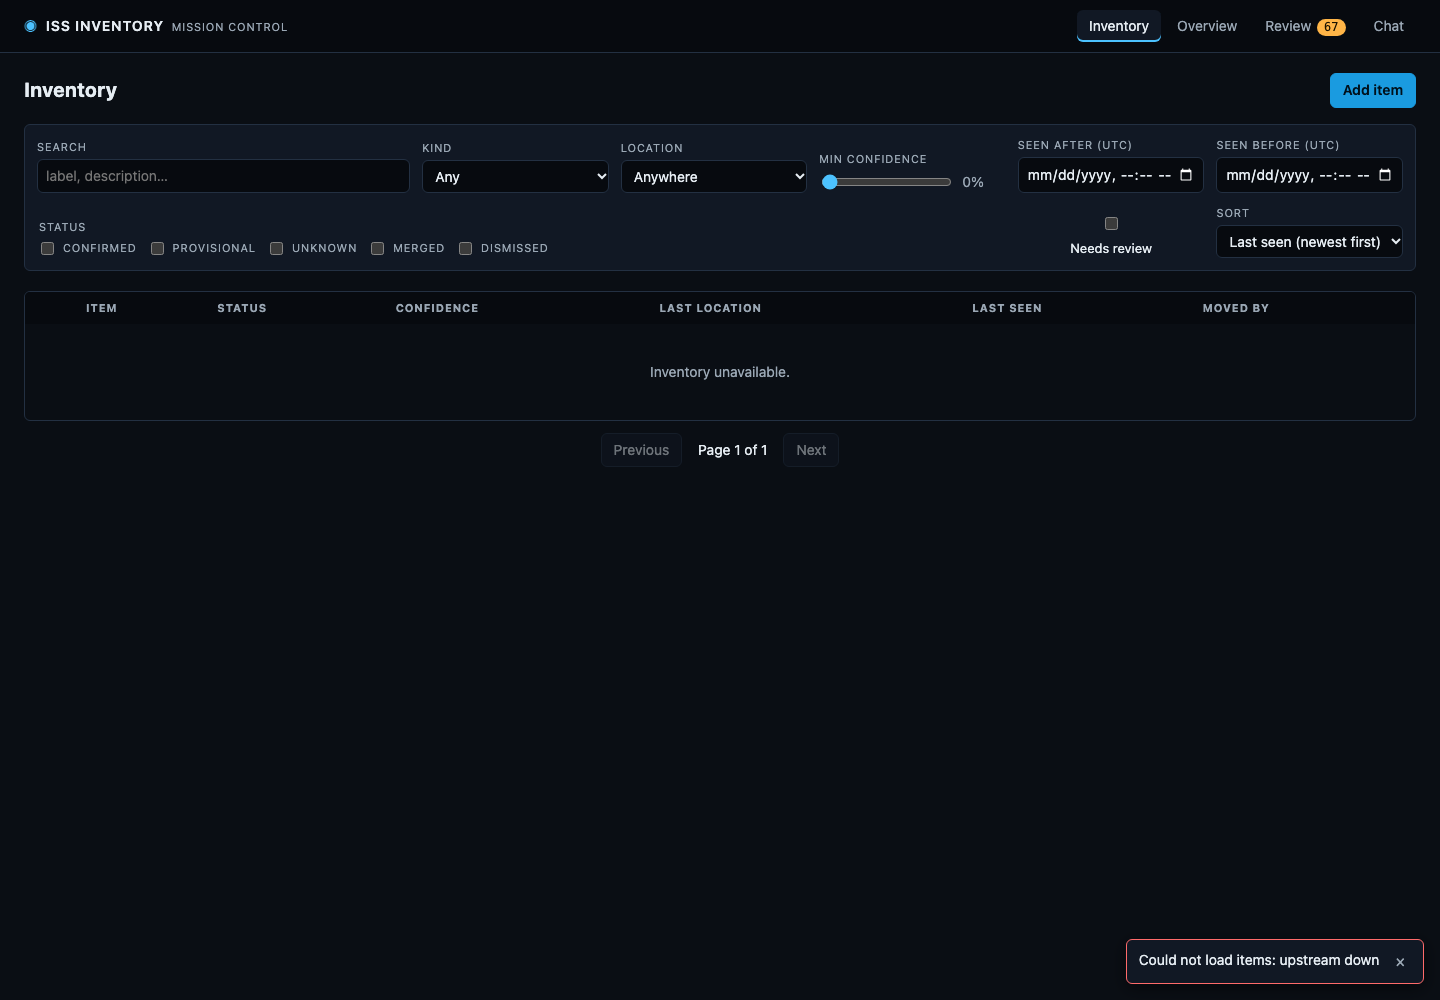 ISS INVENTORY MISSION CONTROL
Inventory Overview Review 67 Chat
Inventory
Add item
SEARCH
label, description...
KIND
Any
LOCATION
Anywhere
MIN CONFIDENCE
0%
SEEN AFTER (UTC)
mm/dd/yyyy, --:-- --
SEEN BEFORE (UTC)
mm/dd/yyyy, --:-- --
STATUS
CONFIRMED PROVISIONAL UNKNOWN MERGED DISMISSED
Needs review
SORT
Last seen (newest first)
ITEM STATUS CONFIDENCE LAST LOCATION LAST SEEN MOVED BY
Inventory unavailable.
Previous Page 1 of 1 Next
Could not load items: upstream down ×